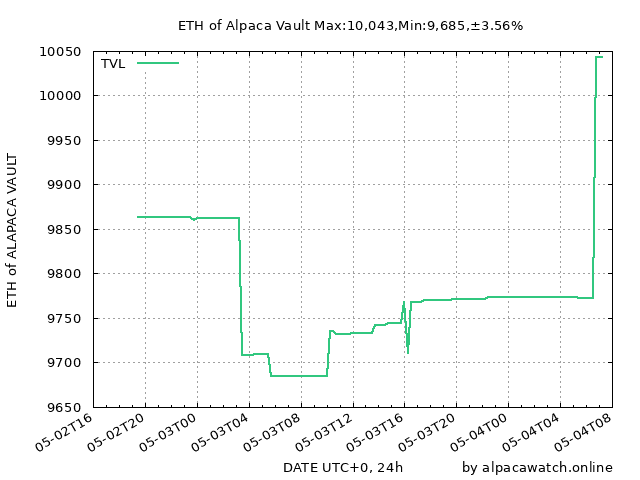 ETH of Alpaca Vault Max:10,043,Min:9,685,±3.56%
TVL
10050
10000
9950
9900
9850
9800
9750
9700
9650
ETH of ALAPACA VAULT
05-02T16
05-02T20
05-03T00
05-03T04
05-03T08
05-03T12
05-03T16
05-03T20
05-04T00
05-04T04
05-04T08
DATE UTC+0, 24h
by alpacawatch.online